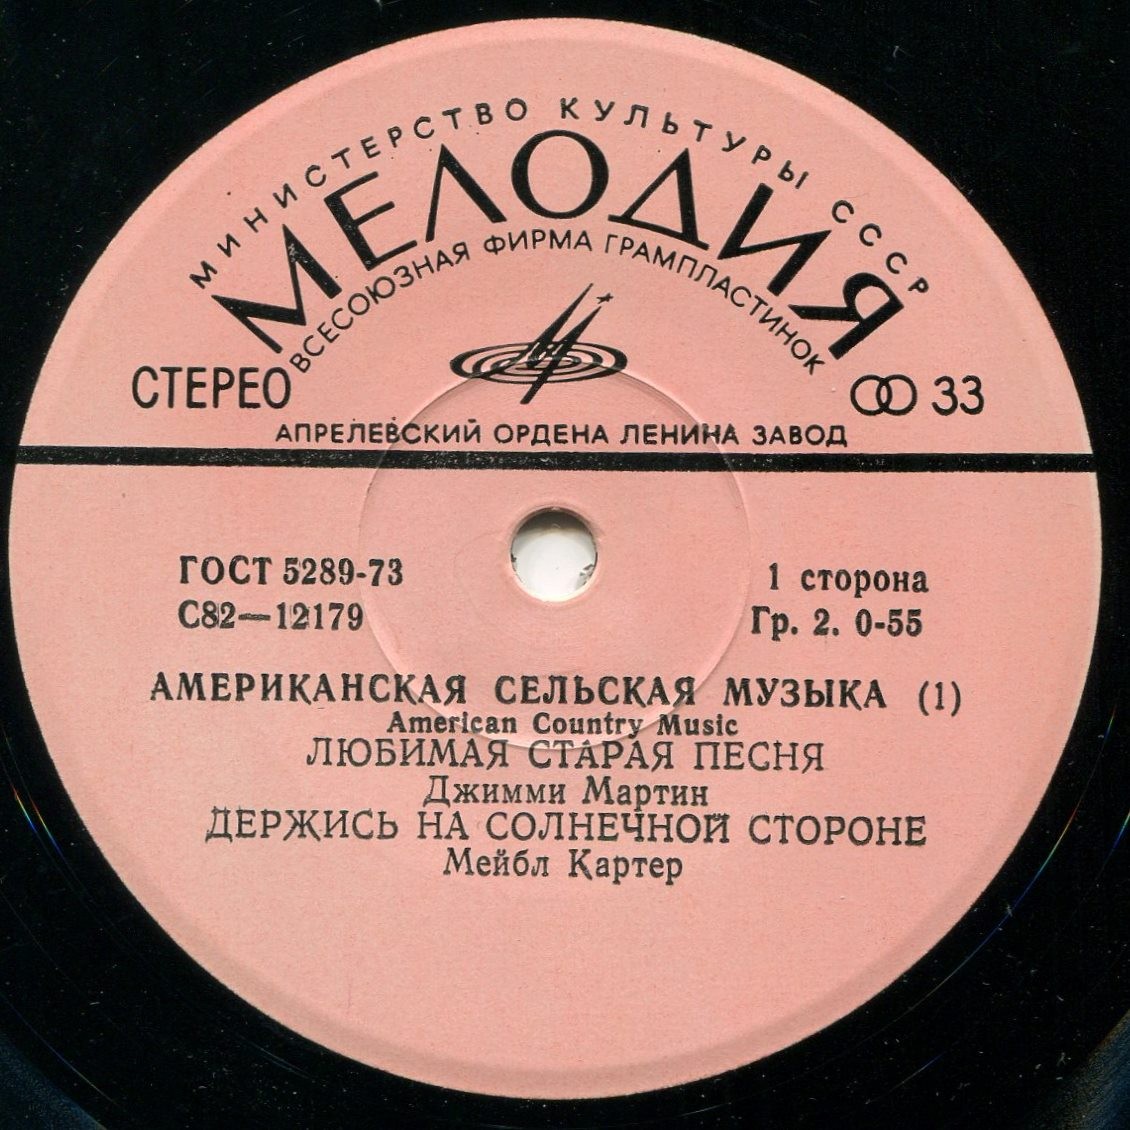 МИНИСТЕРСТВО КУЛЬТУРЫ СССР
МЕЛОДИЯ
ВСЕСОЮЗНАЯ ФИРМА ГРАМПЛАСТИНОК
СТЕРЕО
33
АПРЕЛЕВСКИЙ ОРДЕНА ЛЕНИНА ЗАВОД
ГОСТ 5289-73
1 сторона
С82—12179
Гр. 2. 0-55
АМЕРИКАНСКАЯ СЕЛЬСКАЯ МУЗЫКА (1)
American Country Music
ЛЮБИМАЯ СТАРАЯ ПЕСНЯ
Джимми Мартин
ДЕРЖИСЬ НА СОЛНЕЧНОЙ СТОРОНЕ
Мейбл Картер